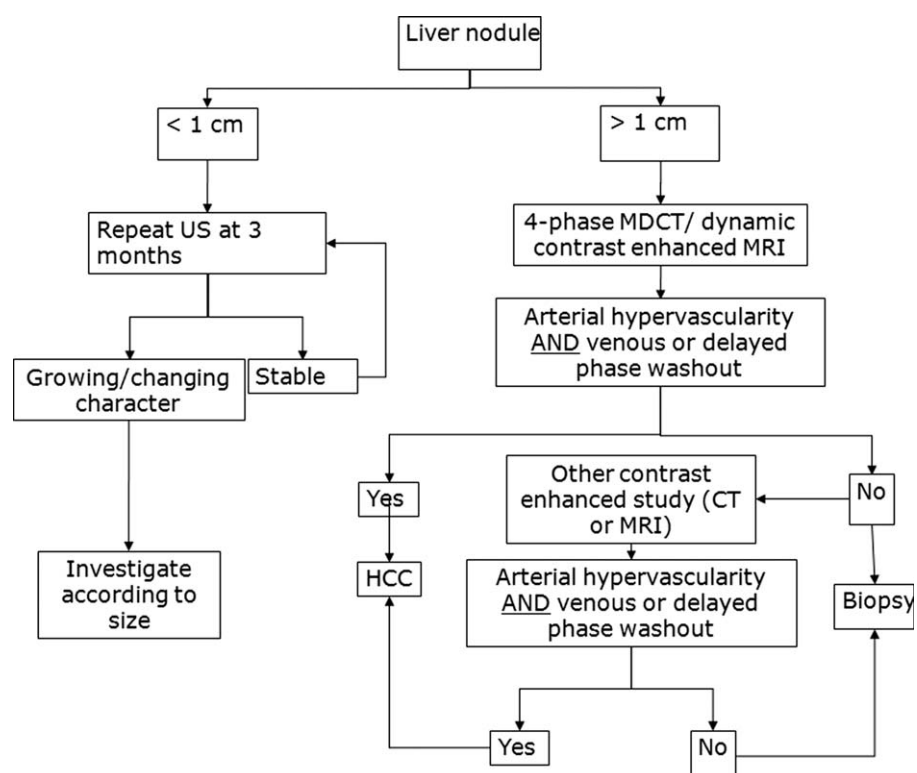 Liver nodule
< 1 cm
> 1 cm
Repeat US at 3
months
4-phase MDCT/ dynamic
contrast enhanced MRI
Arterial hypervascularity
AND venous or delayed
phase washout
Growing/changing
character
Stable
Yes
Other contrast
enhanced study (CT
or MRI)
No
Investigate
according to
size
HCC
Arterial hypervascularity
AND venous or delayed
phase washout
Biopsy
Yes
No